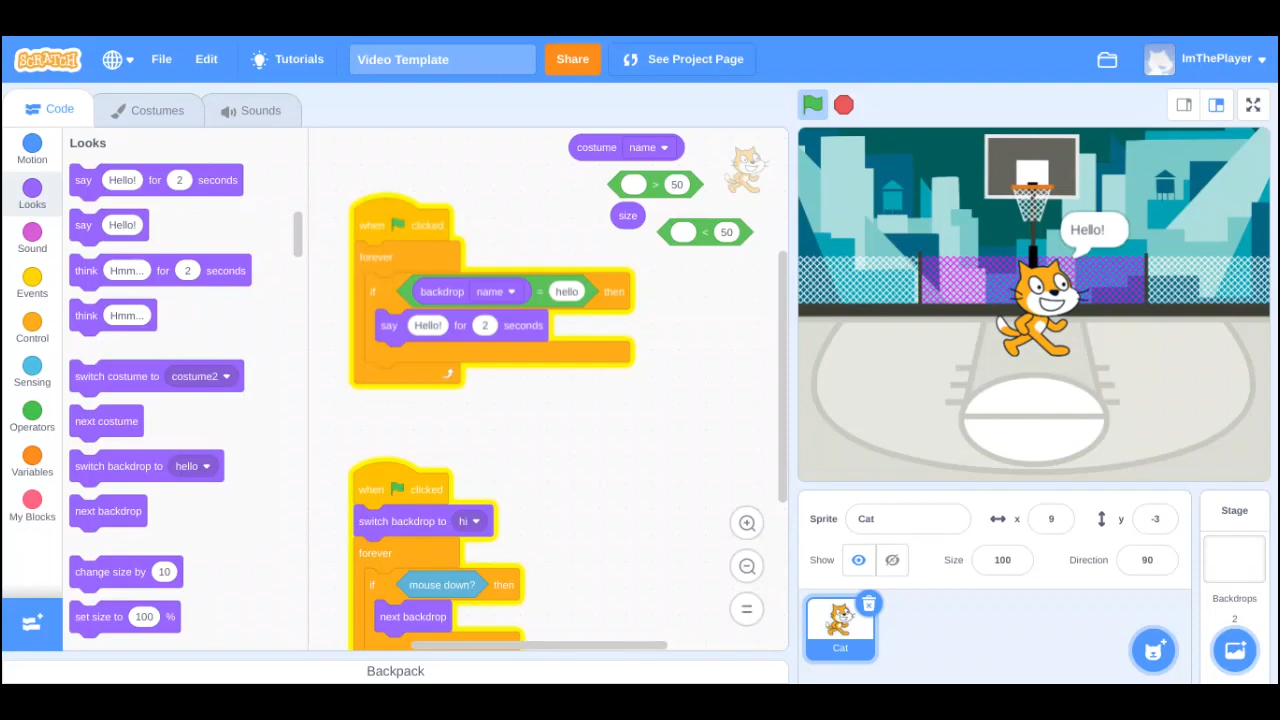 SCRATCH File Edit Tutorials Video Template Share See Project Page ImThePlayer
Code Costumes Sounds
Motion
Looks
Sound
Events
Control
Sensing
Operators
Variables
My Blocks
Looks
say Hello! for 2 seconds
say Hello!
think Hmm... for 2 seconds
think Hmm...
switch costume to costume2
next costume
switch backdrop to hello
next backdrop
change size by 10
set size to 100 %
costume name
> 50
size
< 50
when clicked
forever
if backdrop name = hello then
say Hello! for 2 seconds
when clicked
switch backdrop to hi
forever
if mouse down? then
next backdrop
Backpack
Hello!
Sprite Cat x 9 y -3
Show Size 100 Direction 90
Cat
Stage
Backdrops
2